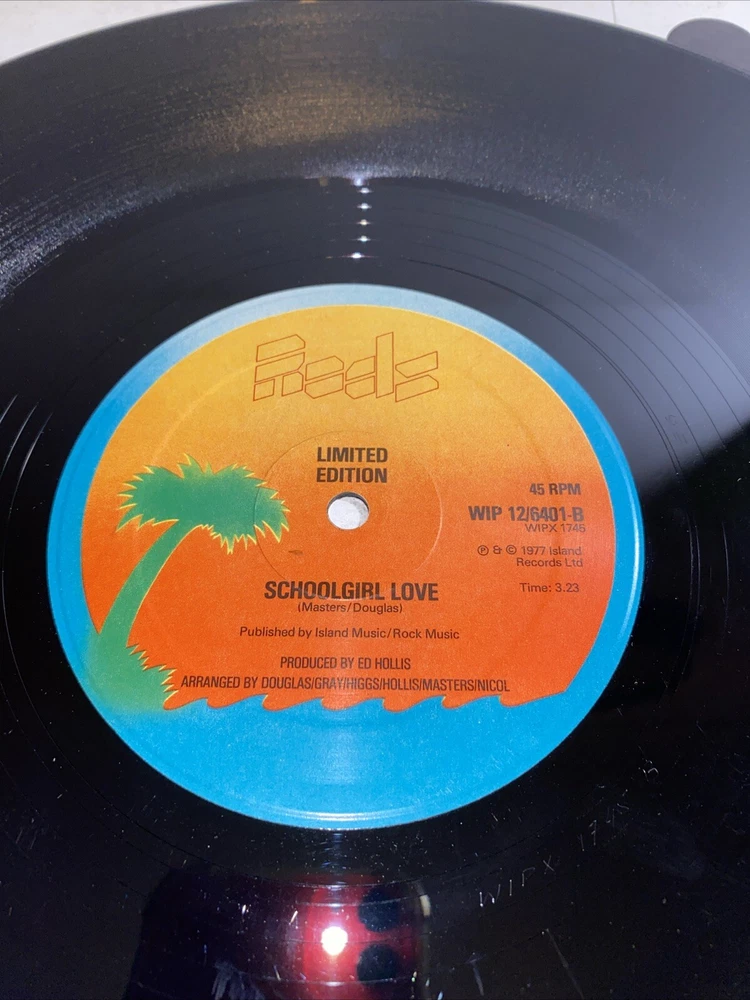 Rods
LIMITED
EDITION
45 RPM
WIP 12/6401-B
WIPX 1745
Ⓟ & © 1977 Island
Records Ltd
SCHOOLGIRL LOVE
Time: 3.23
(Masters/Douglas)
Published by Island Music/Rock Music
PRODUCED BY ED HOLLIS
ARRANGED BY DOUGLAS/GRAY/HIGGS/HOLLIS/MASTERS/NICOL
WIPX